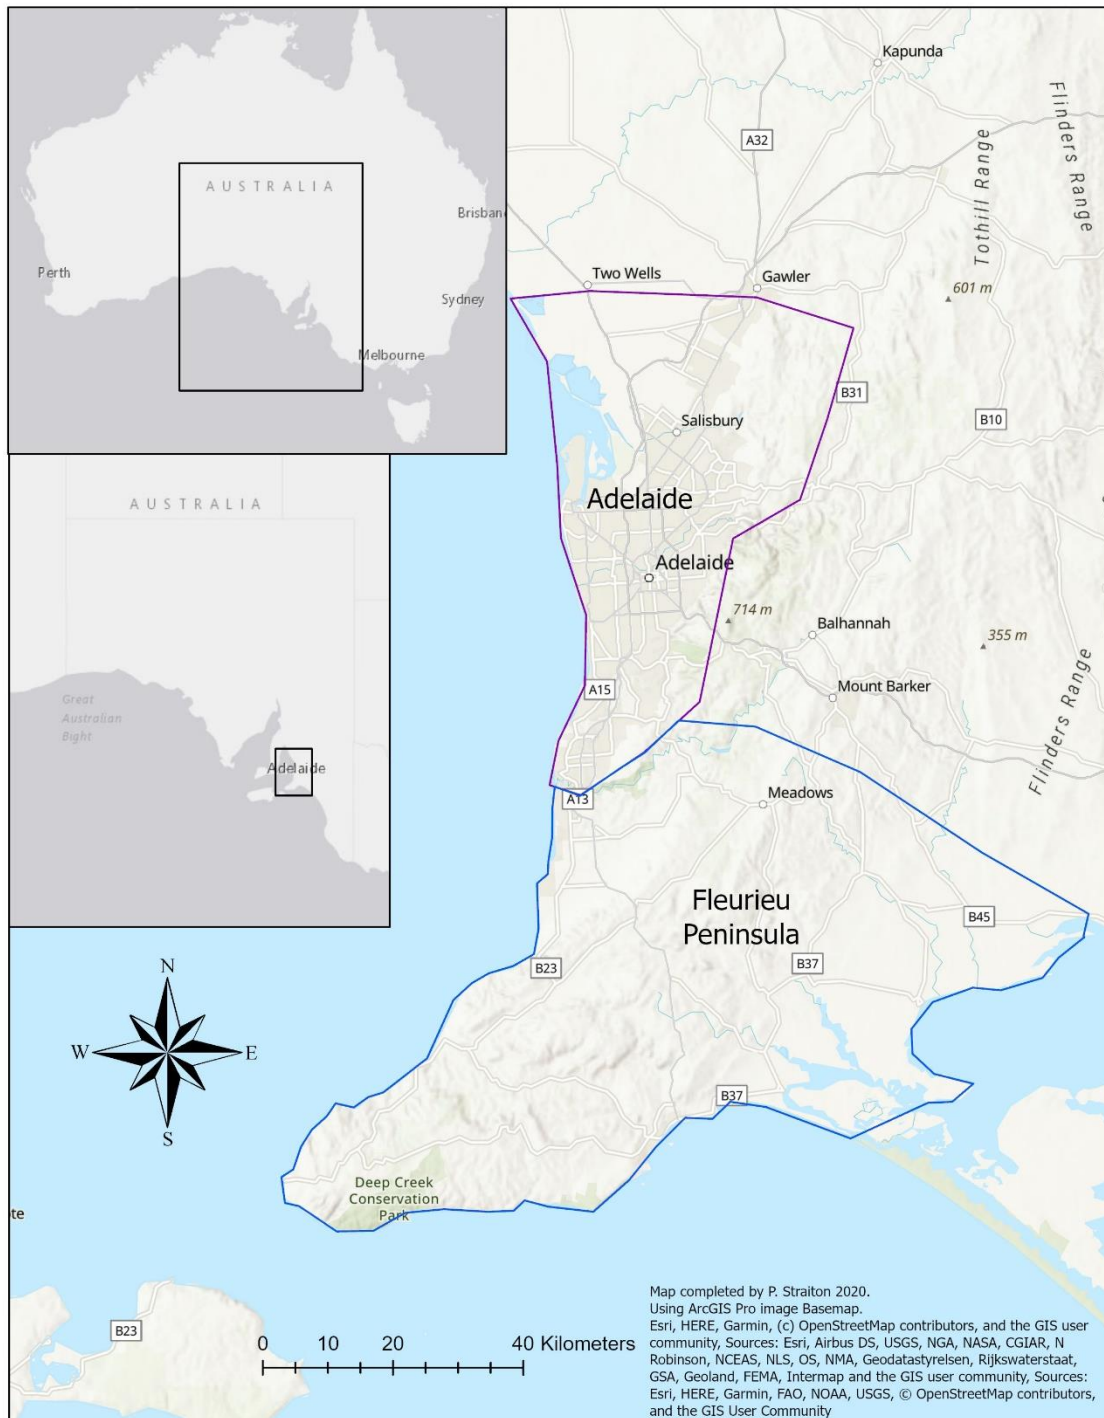 AUSTRALIA
Brisban
Perth
Sydney
Melbourne
AUSTRALIA
Great
Australian
Bight
Adelaide
Kapunda
A32
Flinders Range
Tothill Range
Two Wells
Gawler
601 m
B31
B10
Salisbury
Adelaide
Adelaide
714 m
Balhannah
355 m
A15
Mount Barker
Flinders Range
A13
Meadows
Fleurieu
Peninsula
B45
B23
B37
N
W E
S
B37
Deep Creek
Conservation
Park
te
B23
0 10 20 40 Kilometers
Map completed by P. Straiton 2020.
Using ArcGIS Pro image Basemap.
Esri, HERE, Garmin, (c) OpenStreetMap contributors, and the GIS user
community, Sources: Esri, Airbus DS, USGS, NGA, NASA, CGIAR, N
Robinson, NCEAS, NLS, OS, NMA, Geodatastyrelsen, Rijkswaterstaat,
GSA, Geoland, FEMA, Intermap and the GIS user community, Sources:
Esri, HERE, Garmin, FAO, NOAA, USGS, © OpenStreetMap contributors,
and the GIS User Community